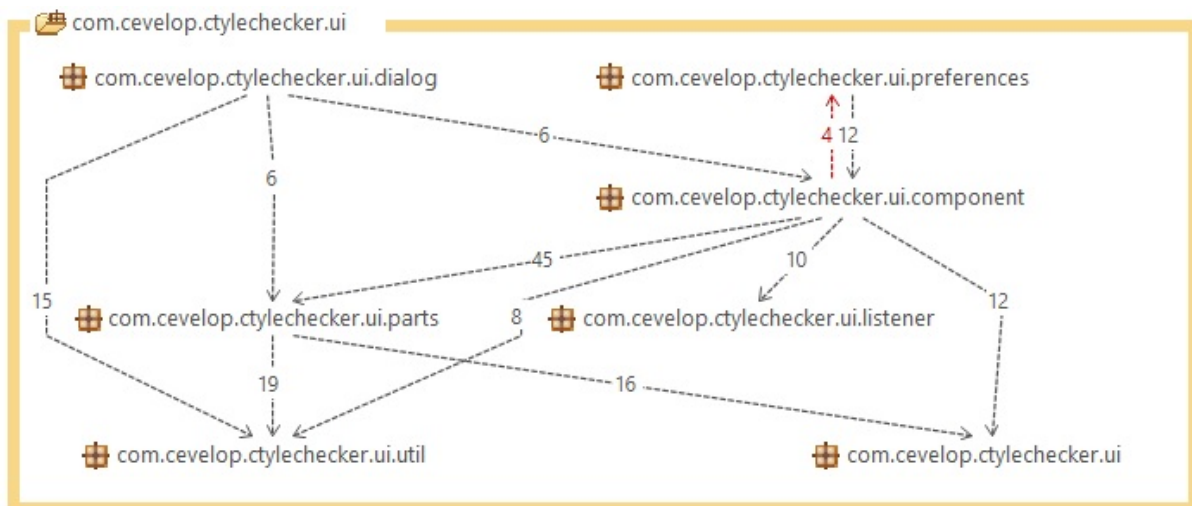 com.cevelop.ctylechecker.ui
com.cevelop.ctylechecker.ui.dialog
com.cevelop.ctylechecker.ui.preferences
6
4
12
6
com.cevelop.ctylechecker.ui.component
45
10
15
12
com.cevelop.ctylechecker.ui.parts
8
com.cevelop.ctylechecker.ui.listener
19
16
com.cevelop.ctylechecker.ui.util
com.cevelop.ctylechecker.ui